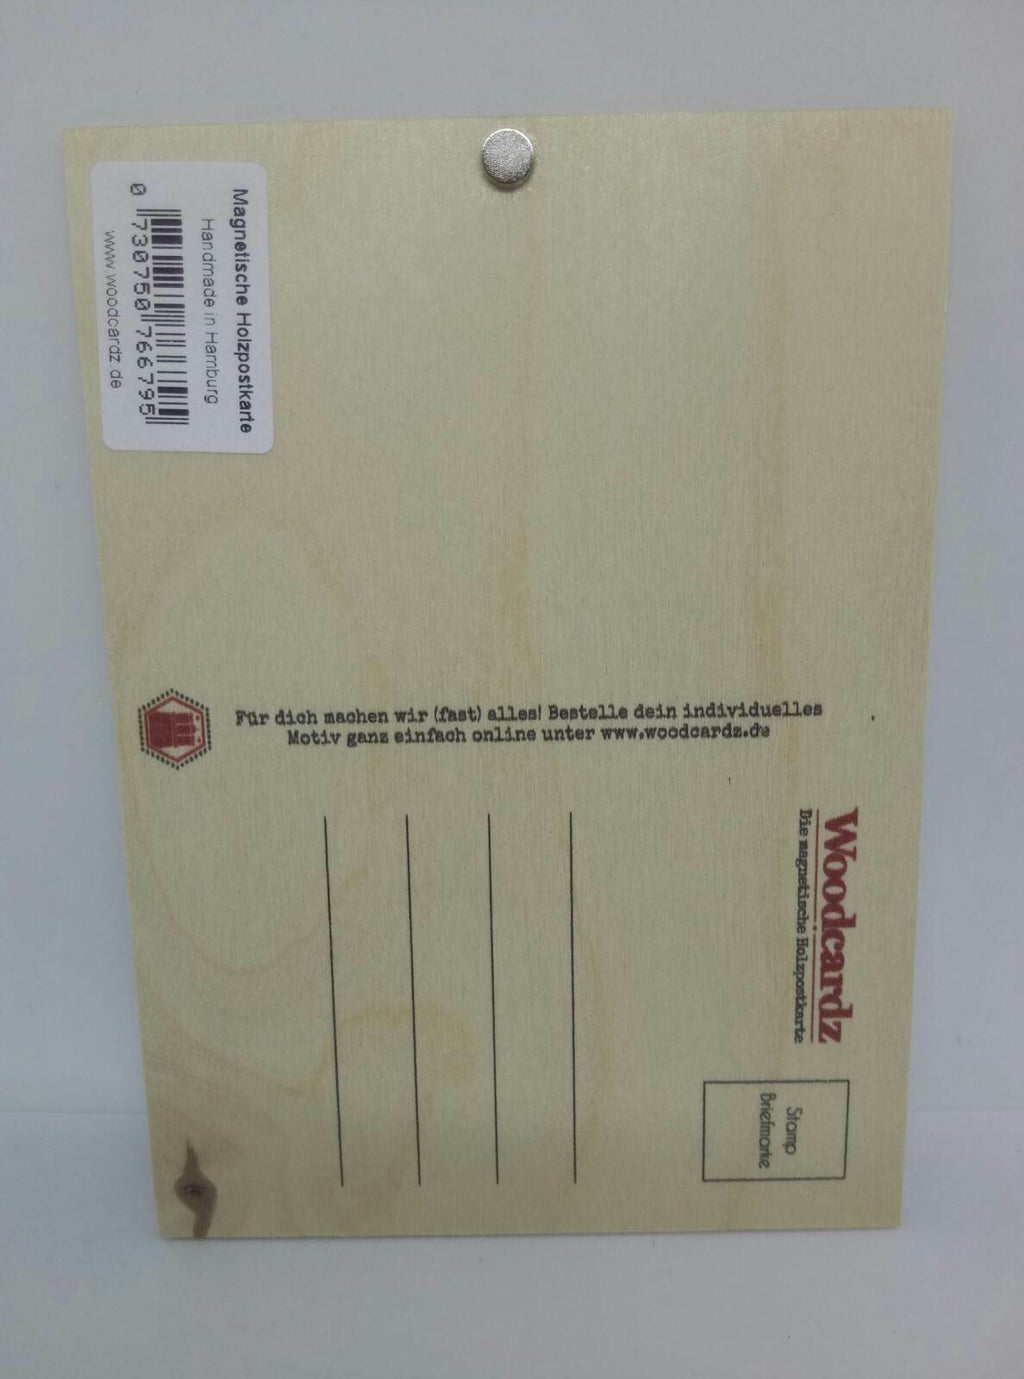 Magnetische Holzpostkarte
Handmade in Hamburg
0 730750 766795
www.woodcardz.de
Für dich machen wir (fast) alles! Bestelle dein individuelles
Motiv ganz einfach online unter www.woodcardz.de
Woodcardz
Die magnetische Holzpostkarte
Stamp
Briefmarke